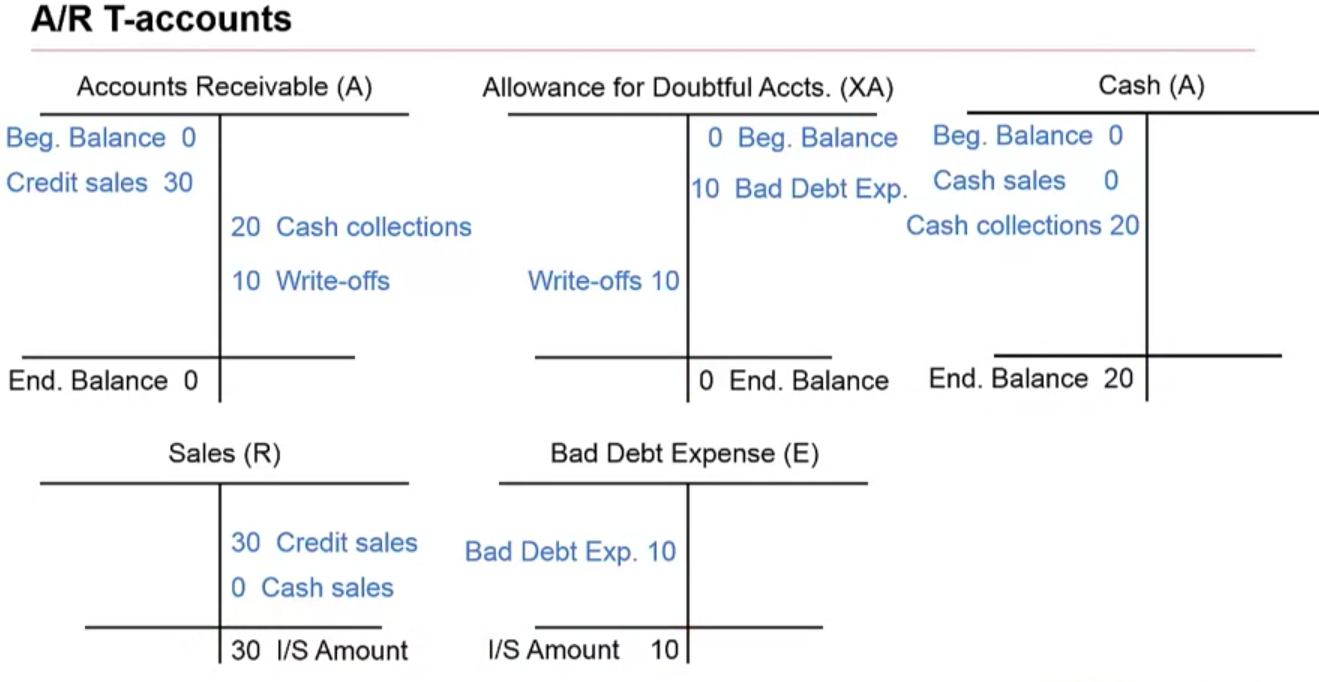 A/R T-accounts
Accounts Receivable (A)
Beg. Balance 0
Credit sales 30
20 Cash collections
10 Write-offs
End. Balance 0
Allowance for Doubtful Accts. (XA)
0 Beg. Balance
10 Bad Debt Exp.
Write-offs 10
0 End. Balance
Cash (A)
Beg. Balance 0
Cash sales 0
Cash collections 20
End. Balance 20
Sales (R)
30 Credit sales
0 Cash sales
30 I/S Amount
Bad Debt Expense (E)
Bad Debt Exp. 10
I/S Amount 10